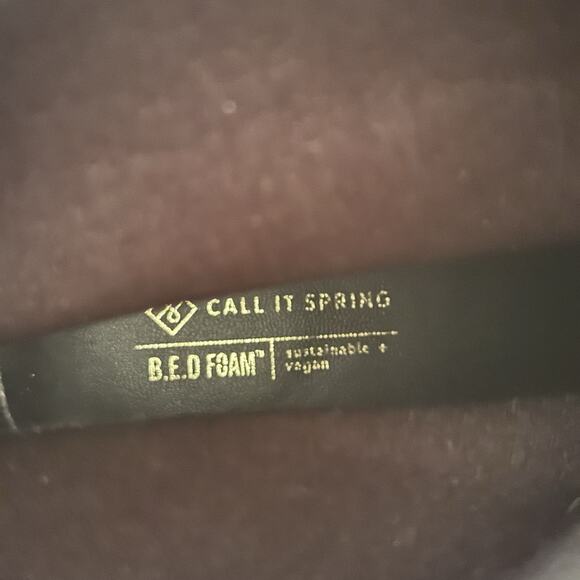 CALL IT SPRING
B.E.D FOAM™
sustainable +
vegan